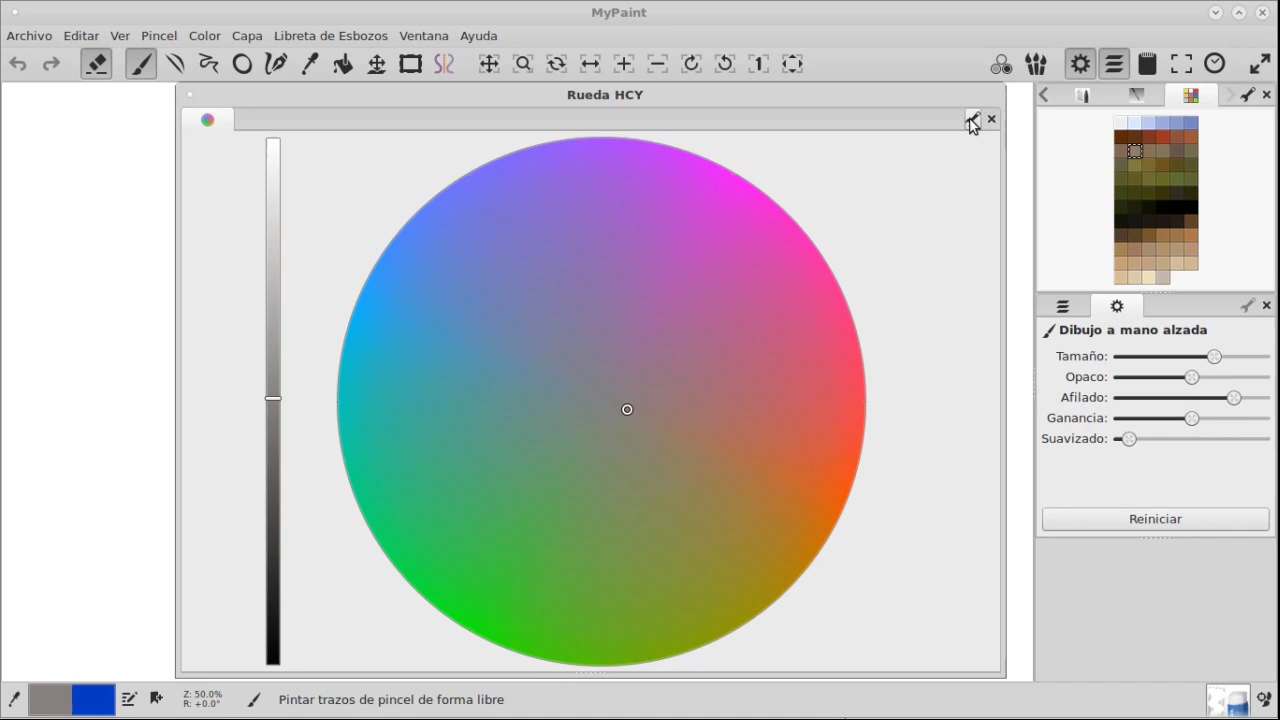 MyPaint
Archivo Editar Ver Pincel Color Capa Libreta de Esbozos Ventana Ayuda
Rueda HCY
Dibujo a mano alzada
Tamaño:
Opaco:
Afilado:
Ganancia:
Suavizado:
Reiniciar
Z: 50.0%
R: +0.0°
Pintar trazos de pincel de forma libre